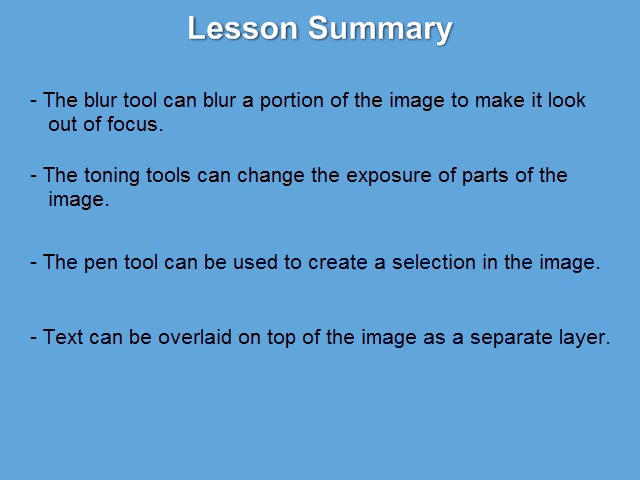 Lesson Summary
- The blur tool can blur a portion of the image to make it look
out of focus.
- The toning tools can change the exposure of parts of the
image.
- The pen tool can be used to create a selection in the image.
- Text can be overlaid on top of the image as a separate layer.